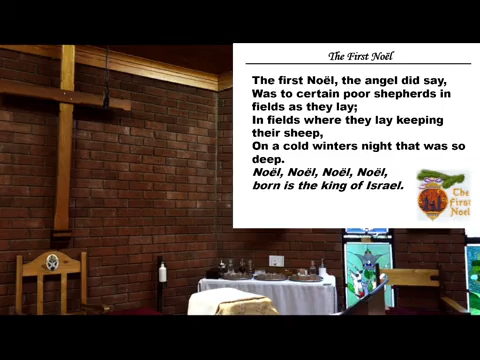 The First Noël
The first Noël, the angel did say,
Was to certain poor shepherds in
fields as they lay;
In fields where they lay keeping
their sheep,
On a cold winters night that was so
deep.
Noël, Noël, Noël, Noël,
born is the king of Israel.
The
First
Noel